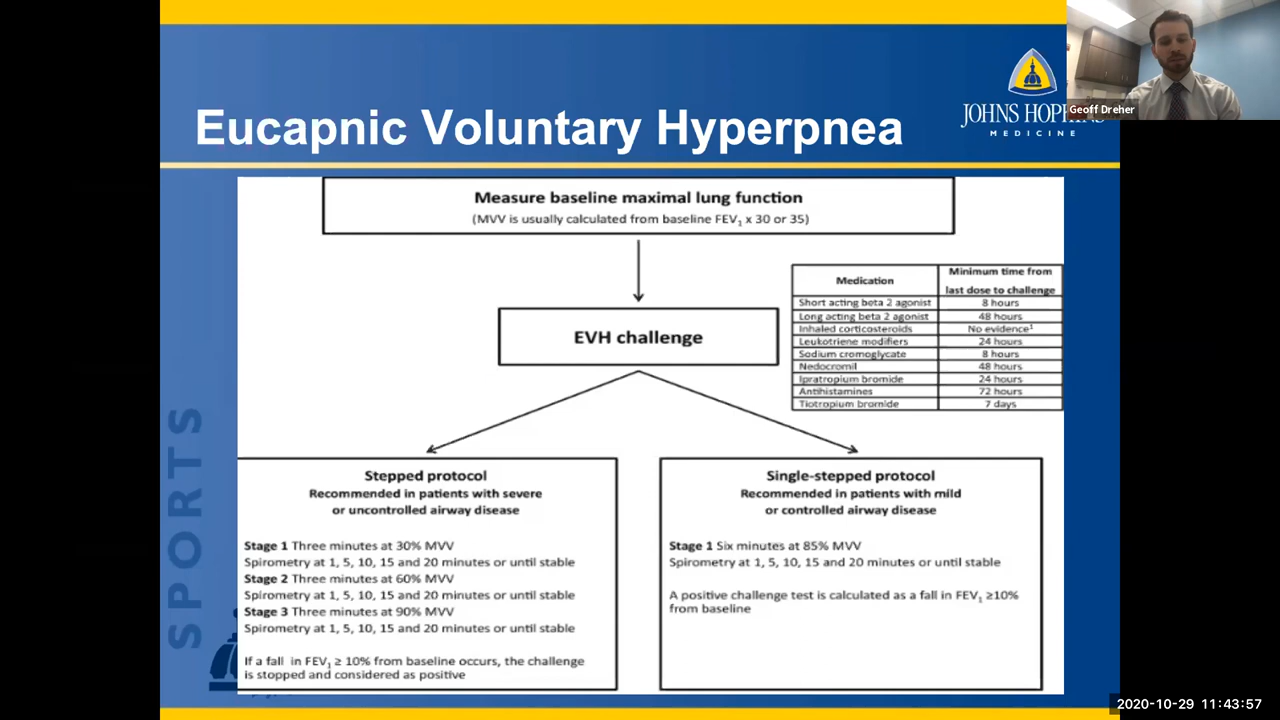 Eucapnic Voluntary Hyperpnea
JOHNS HOPKINS
MEDICINE
Geoff Dreher
Measure baseline maximal lung function
(MVV is usually calculated from baseline FEV₁ x 30 or 35)
EVH challenge
Medication
Minimum time from
last dose to challenge
Short acting beta 2 agonist 8 hours
Long acting beta 2 agonist 48 hours
Inhaled corticosteroids No evidence¹
Leukotriene modifiers 24 hours
Sodium cromoglycate 8 hours
Nedocromil 48 hours
Ipratropium bromide 24 hours
Antihistamines 72 hours
Tiotropium bromide 7 days
Stepped protocol
Recommended in patients with severe
or uncontrolled airway disease
Stage 1 Three minutes at 30% MVV
Spirometry at 1, 5, 10, 15 and 20 minutes or until stable
Stage 2 Three minutes at 60% MVV
Spirometry at 1, 5, 10, 15 and 20 minutes or until stable
Stage 3 Three minutes at 90% MVV
Spirometry at 1, 5, 10, 15 and 20 minutes or until stable
If a fall in FEV₁ ≥ 10% from baseline occurs, the challenge
is stopped and considered as positive
Single-stepped protocol
Recommended in patients with mild
or controlled airway disease
Stage 1 Six minutes at 85% MVV
Spirometry at 1, 5, 10, 15 and 20 minutes or until stable
A positive challenge test is calculated as a fall in FEV₁ ≥10%
from baseline
SPORTS
2020-10-29 11:43:57